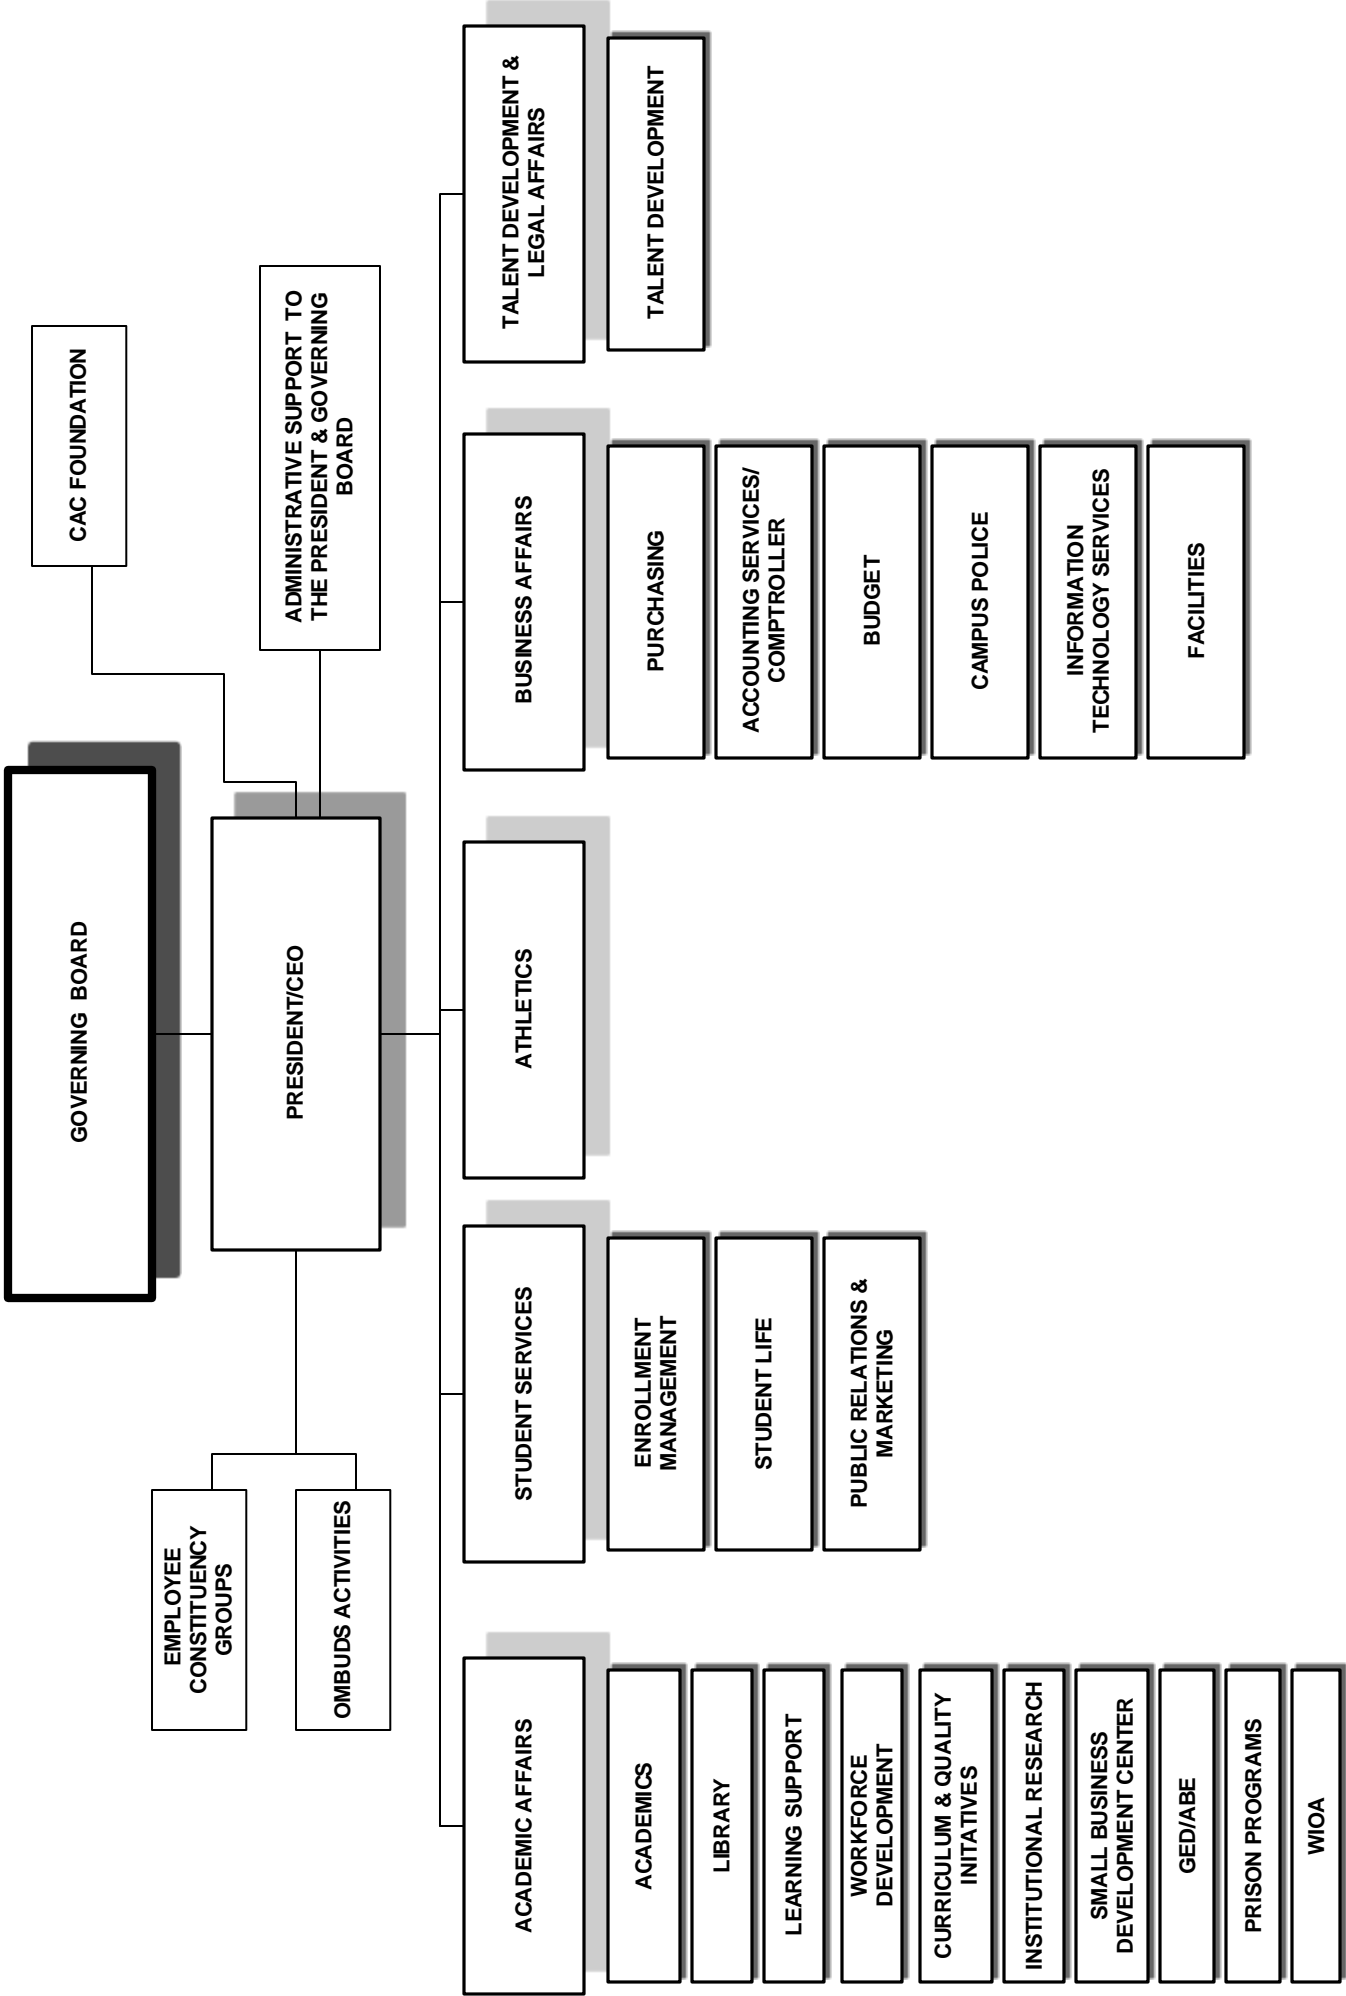 GOVERNING BOARD
PRESIDENT/CEO
EMPLOYEE
CONSTITUENCY
GROUPS
OMBUDS ACTIVITIES
CAC FOUNDATION
ADMINISTRATIVE SUPPORT TO
THE PRESIDENT & GOVERNING
BOARD
ACADEMIC AFFAIRS
ACADEMICS
LIBRARY
LEARNING SUPPORT
WORKFORCE
DEVELOPMENT
CURRICULUM & QUALITY
INITATIVES
INSTITUTIONAL RESEARCH
SMALL BUSINESS
DEVELOPMENT CENTER
GED/ABE
PRISON PROGRAMS
WIOA
STUDENT SERVICES
ENROLLMENT
MANAGEMENT
STUDENT LIFE
PUBLIC RELATIONS &
MARKETING
ATHLETICS
BUSINESS AFFAIRS
PURCHASING
ACCOUNTING SERVICES/
COMPTROLLER
BUDGET
CAMPUS POLICE
INFORMATION
TECHNOLOGY SERVICES
FACILITIES
TALENT DEVELOPMENT &
LEGAL AFFAIRS
TALENT DEVELOPMENT